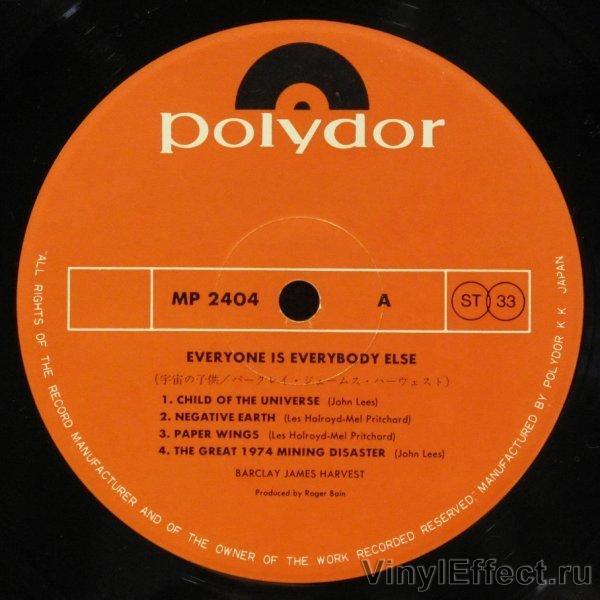 polydor
MP 2404 A ST 33
EVERYONE IS EVERYBODY ELSE
(宇宙の子供/バークレイ・ジェームス・ハーヴェスト)
1. CHILD OF THE UNIVERSE (John Lees)
2. NEGATIVE EARTH (Les Holroyd-Mel Pritchard)
3. PAPER WINGS (Les Holroyd-Mel Pritchard)
4. THE GREAT 1974 MINING DISASTER (John Lees)
BARCLAY JAMES HARVEST
Produced by Roger Bain
"ALL RIGHTS OF THE RECORD MANUFACTURER AND OF THE OWNER OF THE WORK RECORDED RESERVED" MANUFACTURED BY POLYDOR K K JAPAN
VinylEffect.ru